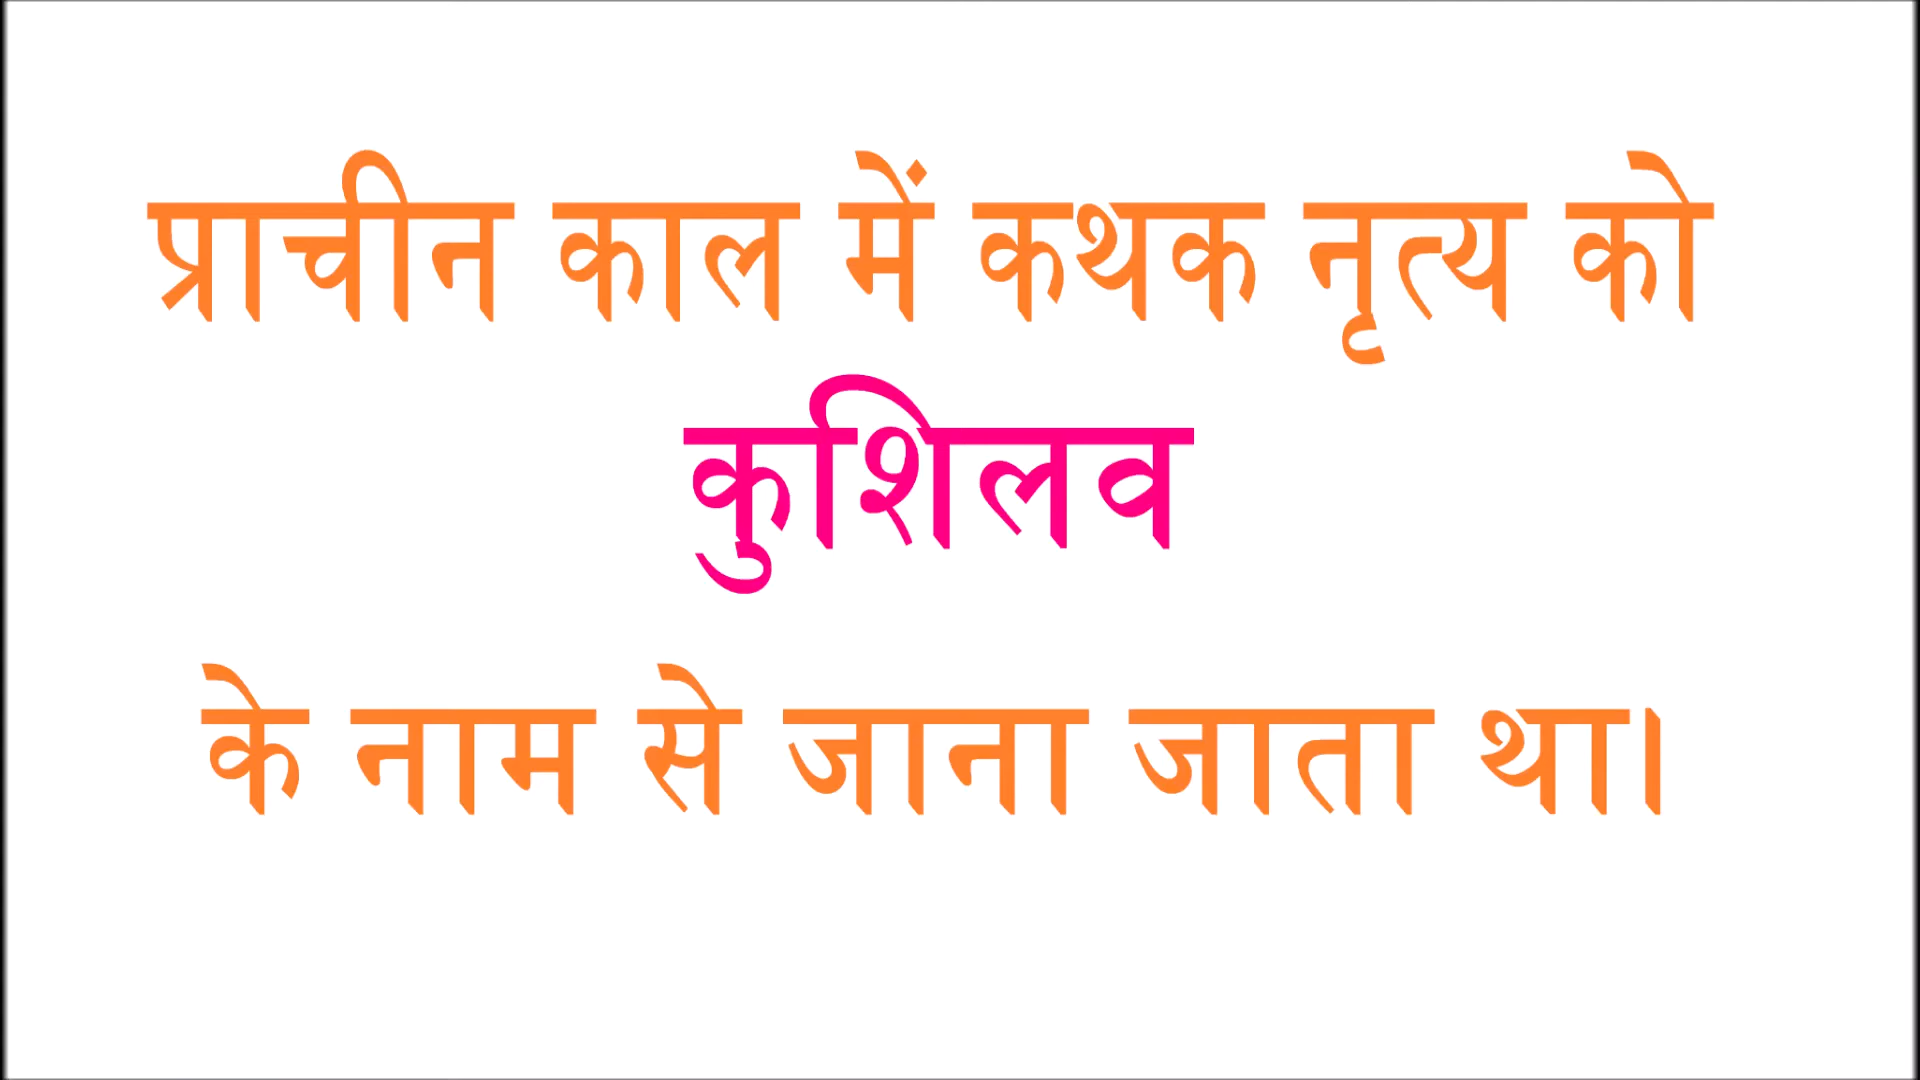 प्राचीन काल में कथक नृत्य को
कुशिलव
के नाम से जाना जाता था।